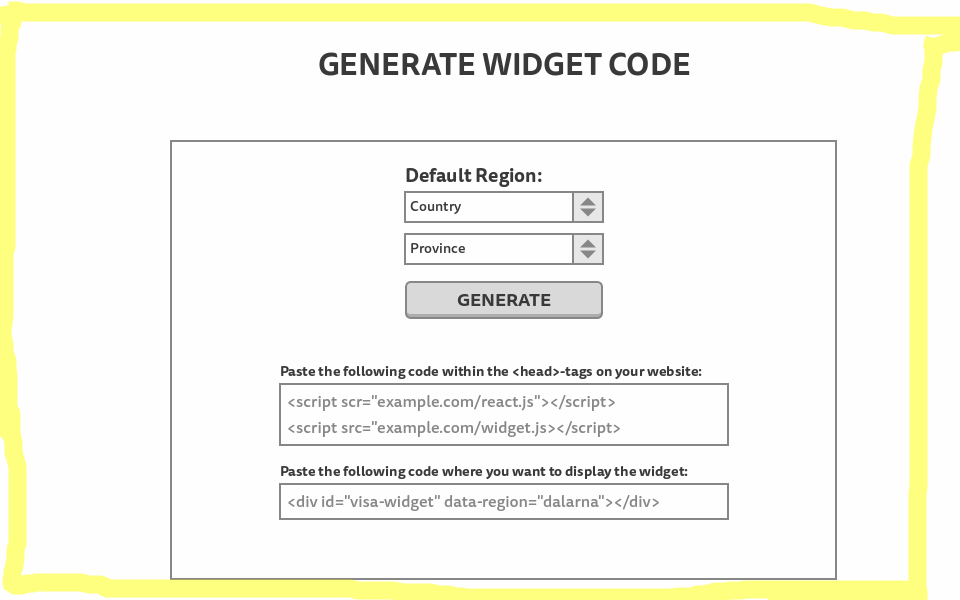 GENERATE WIDGET CODE
Default Region:
Country
Province
GENERATE
Paste the following code within the <head>-tags on your website:
<script scr="example.com/react.js"></script>
<script src="example.com/widget.js></script>
Paste the following code where you want to display the widget:
<div id="visa-widget" data-region="dalarna"></div>